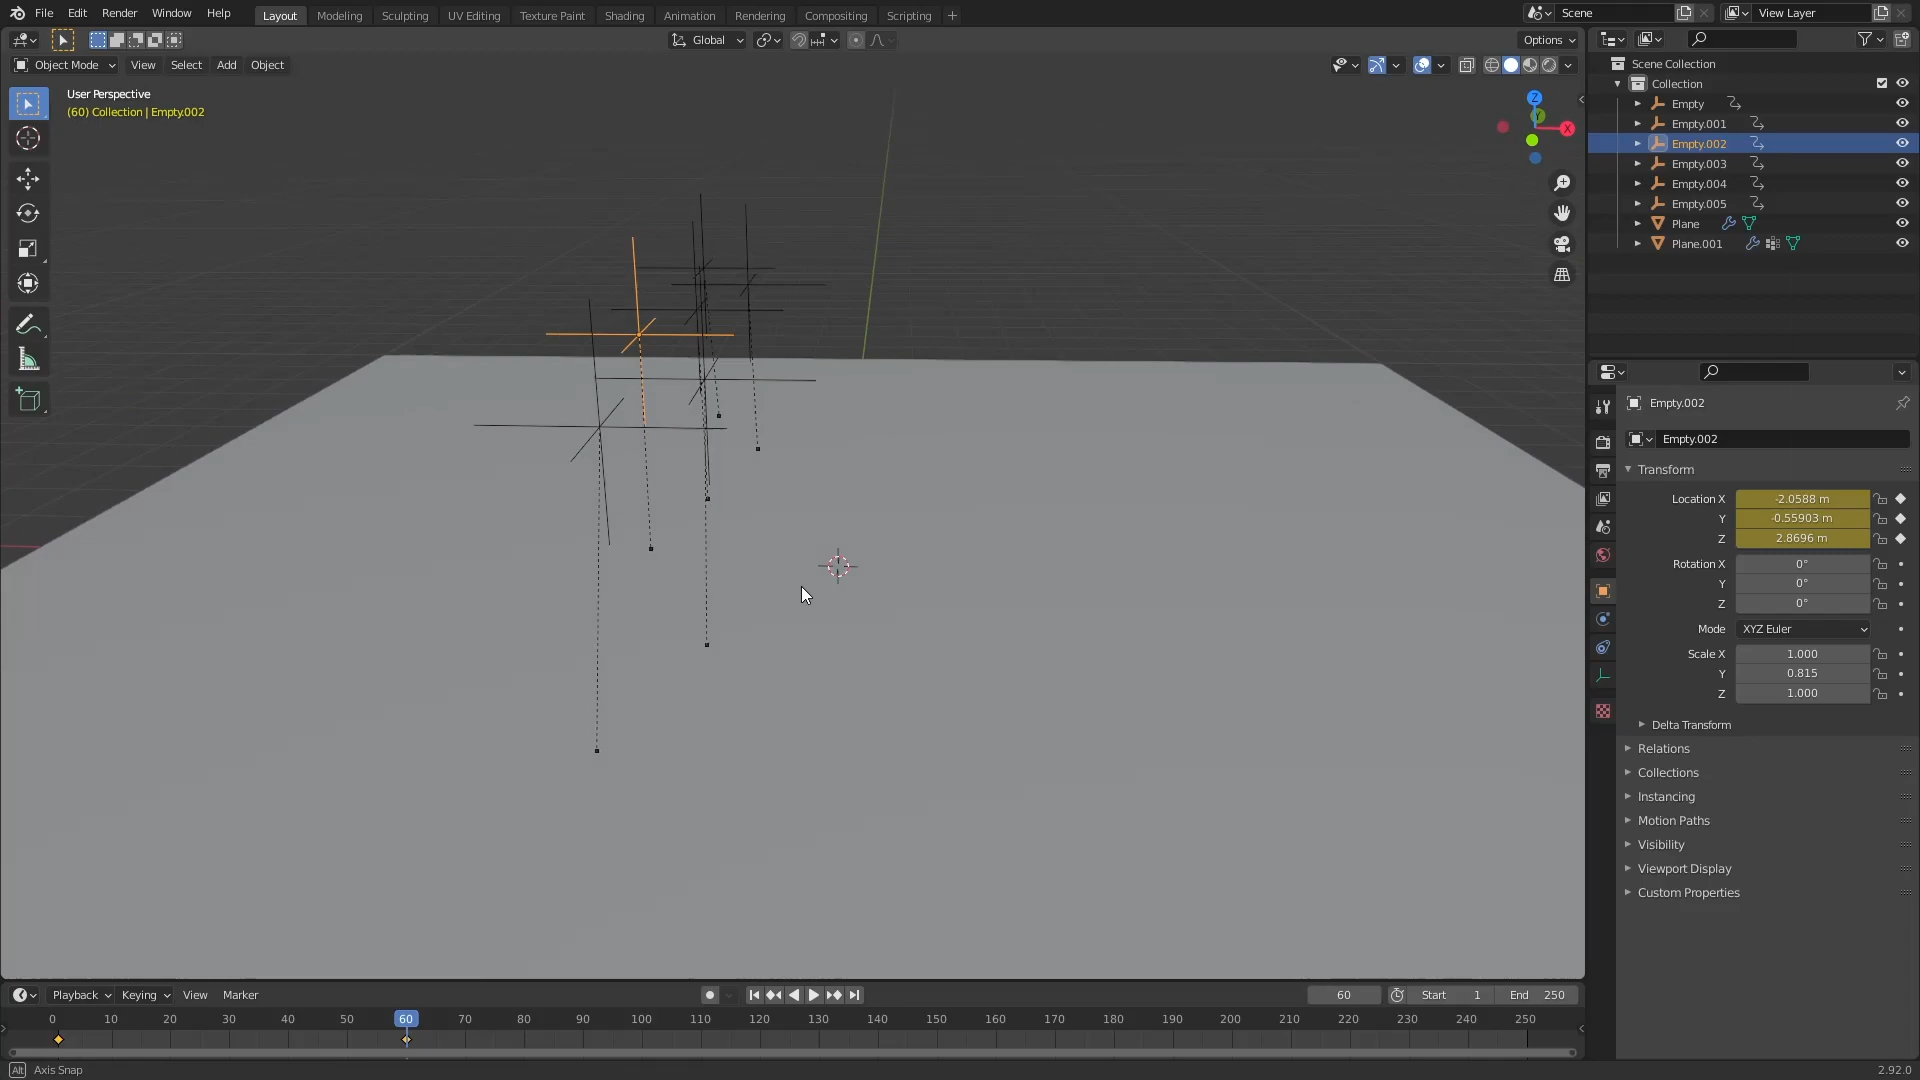 File Edit Render Window Help Layout Modeling Sculpting UV Editing Texture Paint Shading Animation Rendering Compositing Scripting + Scene View Layer
Global Options
Object Mode View Select Add Object
User Perspective
(60) Collection | Empty.002
Z
Y
X
Scene Collection
Collection
Empty
Empty.001
Empty.002
Empty.003
Empty.004
Empty.005
Plane
Plane.001
Empty.002
Empty.002
Transform
Location X -2.0588 m
Y -0.55903 m
Z 2.8696 m
Rotation X 0°
Y 0°
Z 0°
Mode XYZ Euler
Scale X 1.000
Y 0.815
Z 1.000
Delta Transform
Relations
Collections
Instancing
Motion Paths
Visibility
Viewport Display
Custom Properties
Playback Keying View Marker 60 Start 1 End 250
0 10 20 30 40 50 60 70 80 90 100 110 120 130 140 150 160 170 180 190 200 210 220 230 240 250
Alt Axis Snap 2.92.0